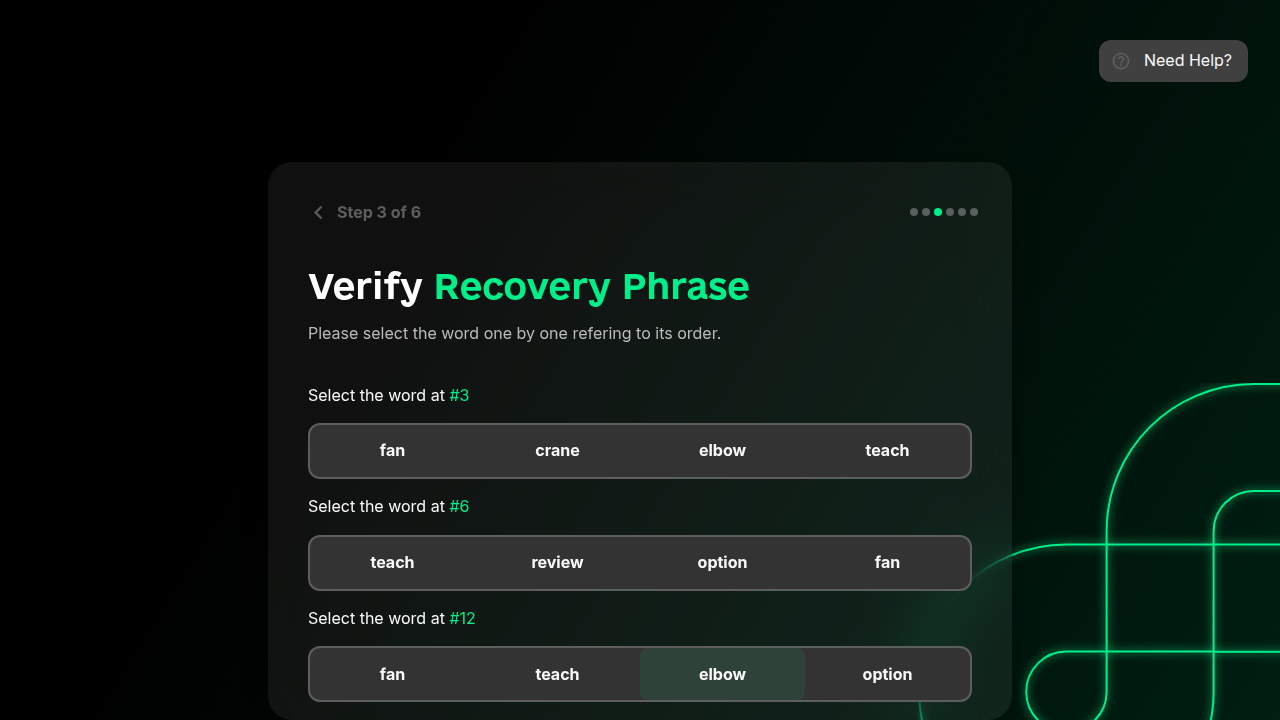 Need Help?
Step 3 of 6
Verify Recovery Phrase
Please select the word one by one refering to its order.
Select the word at #3
fan crane elbow teach
Select the word at #6
teach review option fan
Select the word at #12
fan teach elbow option